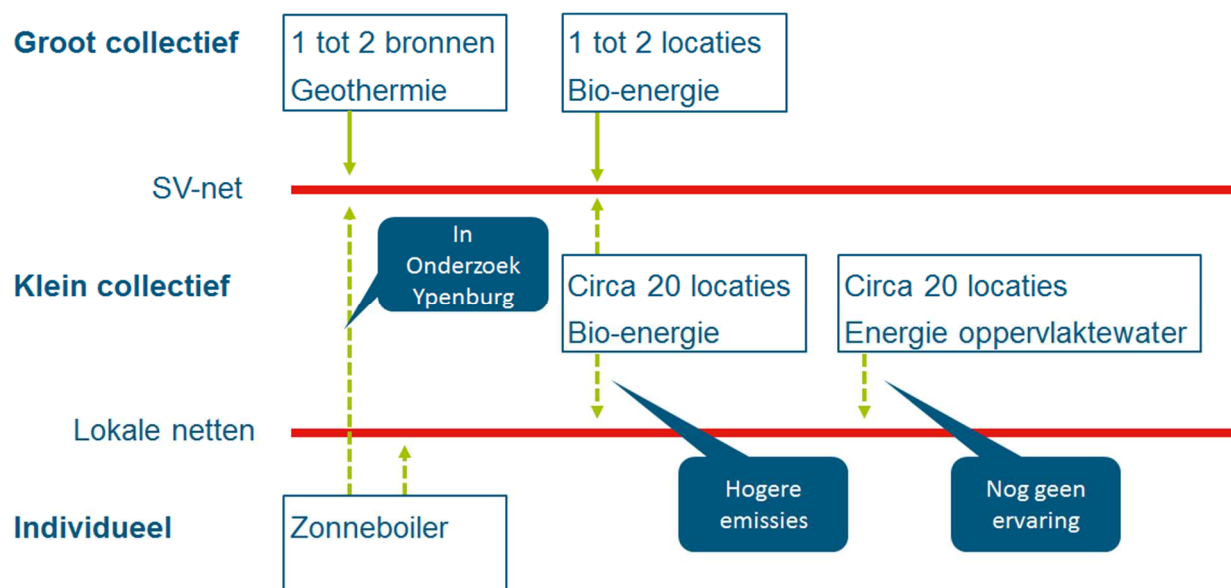 Groot collectief
1 tot 2 bronnen
Geothermie
1 tot 2 locaties
Bio-energie
SV-net
In
Onderzoek
Ypenburg
Klein collectief
Circa 20 locaties
Bio-energie
Circa 20 locaties
Energie oppervlaktewater
Lokale netten
Hogere
emissies
Nog geen
ervaring
Individueel
Zonneboiler